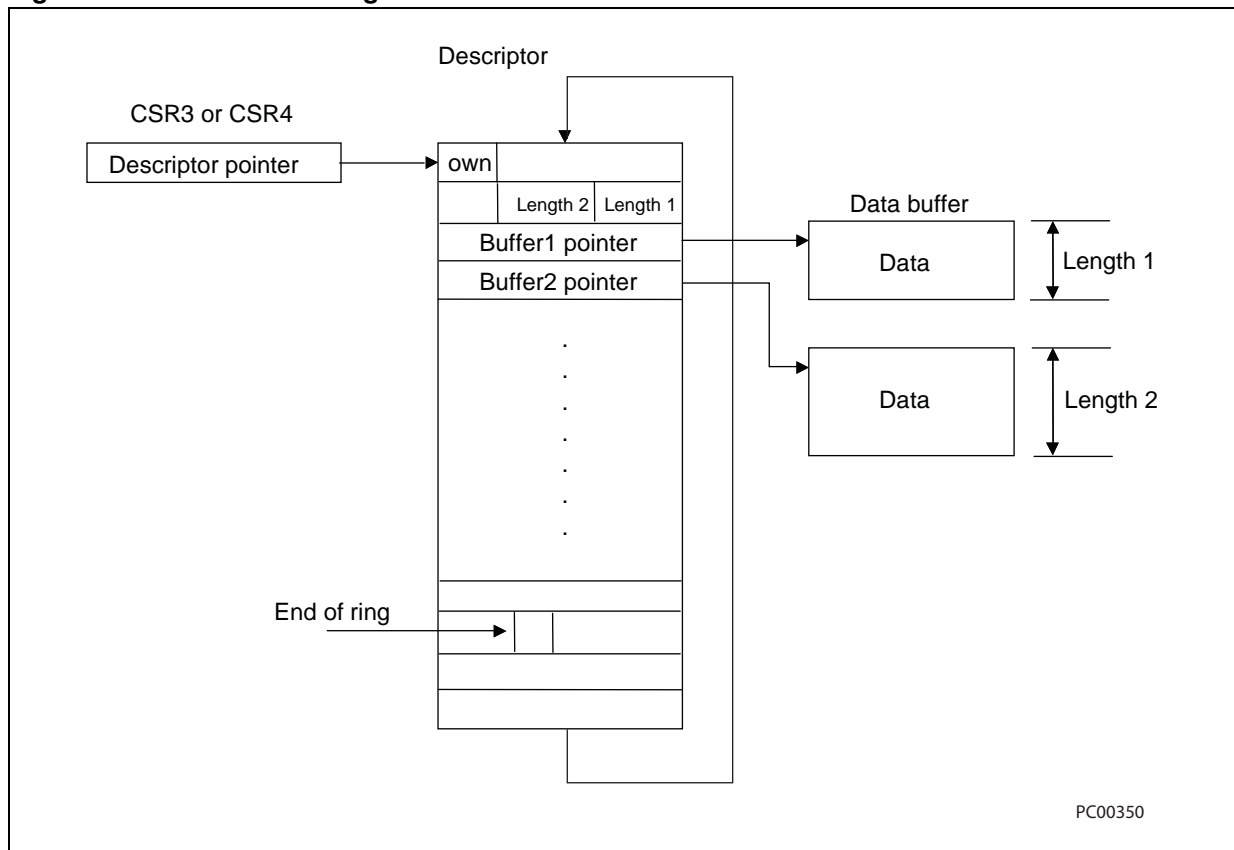 Descriptor
CSR3 or CSR4
Descriptor pointer
own
Length 2
Length 1
Buffer1 pointer
Buffer2 pointer
Data buffer
Data
Length 1
Data
Length 2
.
.
.
.
.
.
.
End of ring
PC00350